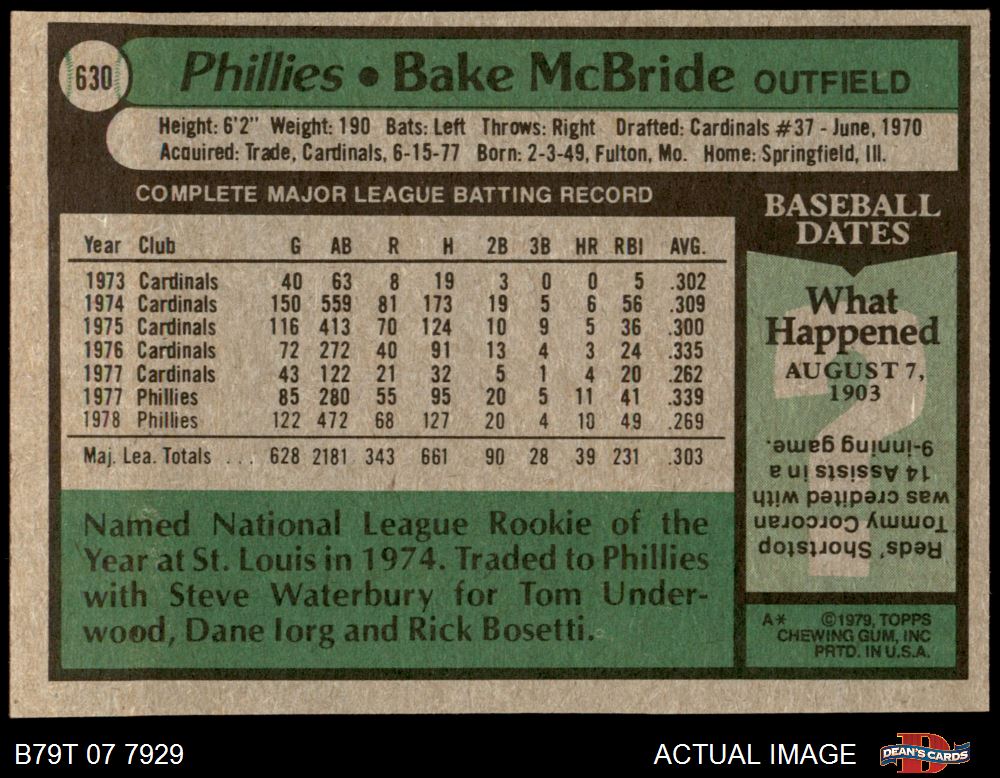 630
Phillies • Bake McBride OUTFIELD
Height: 6'2" Weight: 190 Bats: Left Throws: Right Drafted: Cardinals #37 - June, 1970
Acquired: Trade, Cardinals, 6-15-77 Born: 2-3-49, Fulton, Mo. Home: Springfield, Ill.
COMPLETE MAJOR LEAGUE BATTING RECORD
Year Club G AB R H 2B 3B HR RBI AVG.
1973 Cardinals 40 63 8 19 3 0 0 5 .302
1974 Cardinals 150 559 81 173 19 5 6 56 .309
1975 Cardinals 116 413 70 124 10 9 5 36 .300
1976 Cardinals 72 272 40 91 13 4 3 24 .335
1977 Cardinals 43 122 21 32 5 1 4 20 .262
1977 Phillies 85 280 55 95 20 5 11 41 .339
1978 Phillies 122 472 68 127 20 4 10 49 .269
Maj. Lea. Totals ... 628 2181 343 661 90 28 39 231 .303
Named National League Rookie of the
Year at St. Louis in 1974. Traded to Phillies
with Steve Waterbury for Tom Under-
wood, Dane Iorg and Rick Bosetti.
BASEBALL
DATES
What
Happened
AUGUST 7,
1903
?
Reds' Shortstop
Tommy Corcoran
was credited with
14 Assists in a
9-inning game.
A* ©1979, TOPPS
CHEWING GUM, INC
PRTD. IN U.S.A.
B79T 07 7929
ACTUAL IMAGE
DEAN'S CARDS